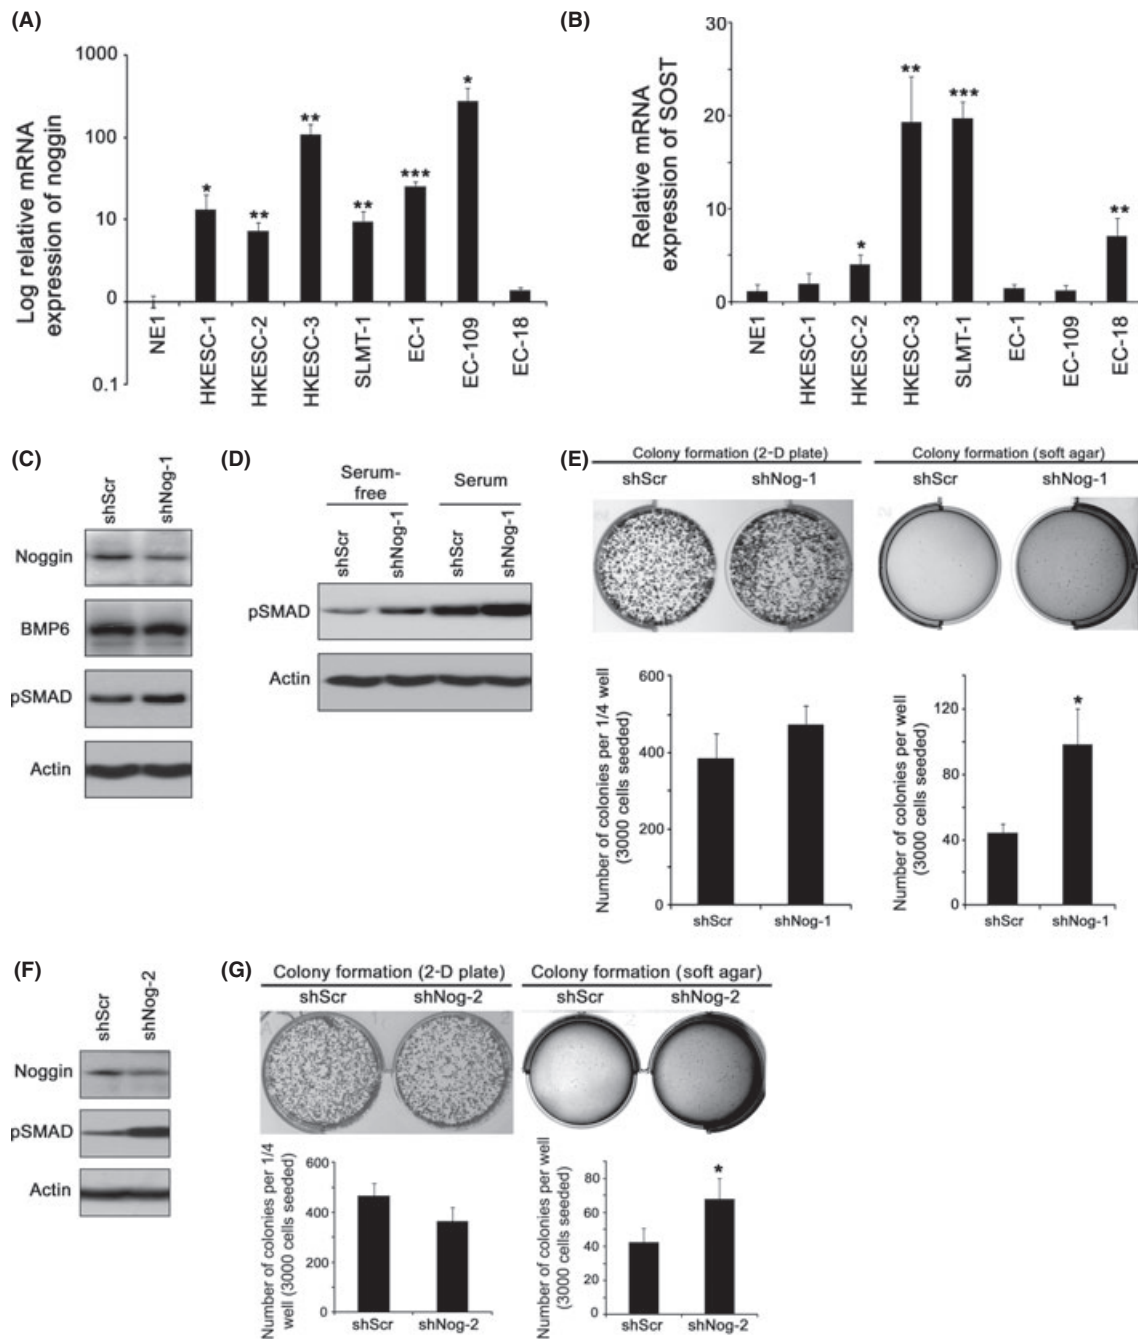 (A)
Log relative mRNA
expression of noggin
1000
100
10
0
0.1
*
**
**
**
***
*
NE1
HKESC-1
HKESC-2
HKESC-3
SLMT-1
EC-1
EC-109
EC-18
(B)
Relative mRNA
expression of SOST
30
20
10
0
*
**
***
**
NE1
HKESC-1
HKESC-2
HKESC-3
SLMT-1
EC-1
EC-109
EC-18
(C)
shScr
shNog-1
Noggin
BMP6
pSMAD
Actin
(D)
Serum-
free
Serum
shScr
shNog-1
shScr
shNog-1
pSMAD
Actin
(E)
Colony formation (2-D plate)
shScr
shNog-1
Colony formation (soft agar)
shScr
shNog-1
Number of colonies per 1/4 well
(3000 cells seeded)
600
400
200
0
shScr
shNog-1
Number of colonies per well
(3000 cells seeded)
120
80
40
0
*
shScr
shNog-1
(F)
shScr
shNog-2
Noggin
pSMAD
Actin
(G)
Colony formation (2-D plate)
shScr
shNog-2
Colony formation (soft agar)
shScr
shNog-2
Number of colonies per 1/4
well (3000 cells seeded)
600
400
200
0
shScr
shNog-2
Number of colonies per well
(3000 cells seeded)
80
60
40
20
0
*
shScr
shNog-2